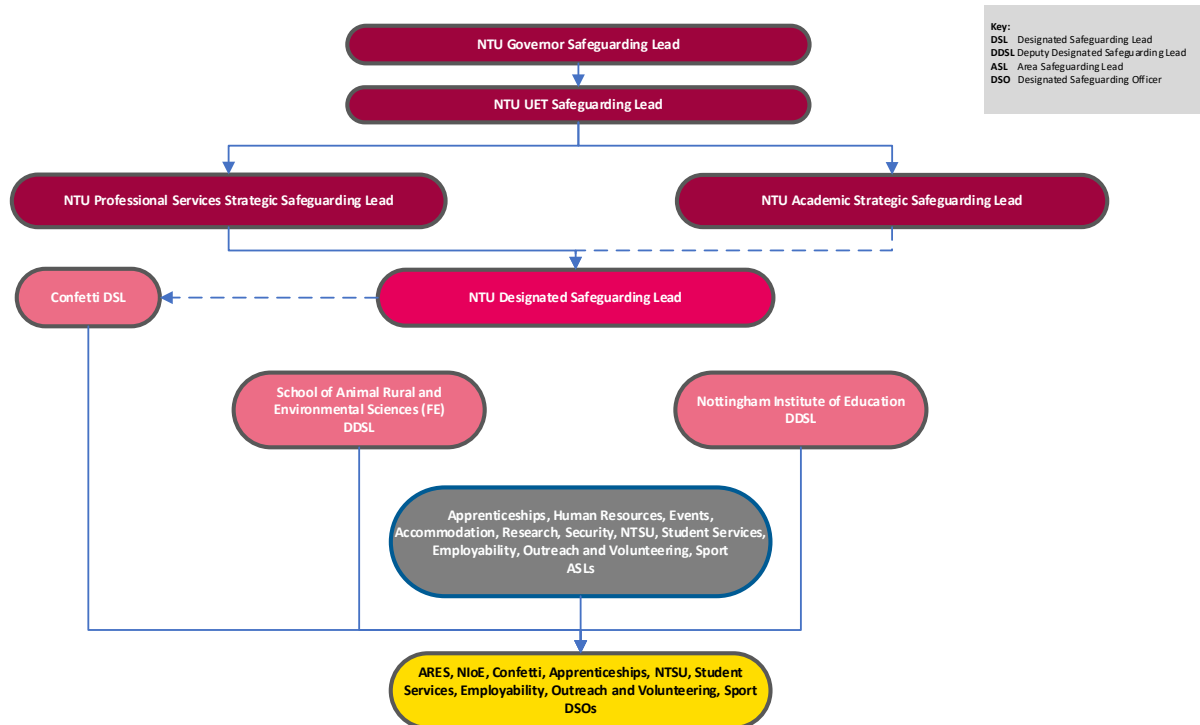 NTU Governor Safeguarding Lead
Key:
DSL Designated Safeguarding Lead
DDSL Deputy Designated Safeguarding Lead
ASL Area Safeguarding Lead
DSO Designated Safeguarding Officer
NTU UET Safeguarding Lead
NTU Professional Services Strategic Safeguarding Lead
NTU Academic Strategic Safeguarding Lead
Confetti DSL
NTU Designated Safeguarding Lead
School of Animal Rural and
Environmental Sciences (FE)
DDSL
Nottingham Institute of Education
DDSL
Apprenticeships, Human Resources, Events,
Accommodation, Research, Security, NTSU, Student Services,
Employability, Outreach and Volunteering, Sport
ASLs
ARES, NIoE, Confetti, Apprenticeships, NTSU, Student
Services, Employability, Outreach and Volunteering, Sport
DSOs